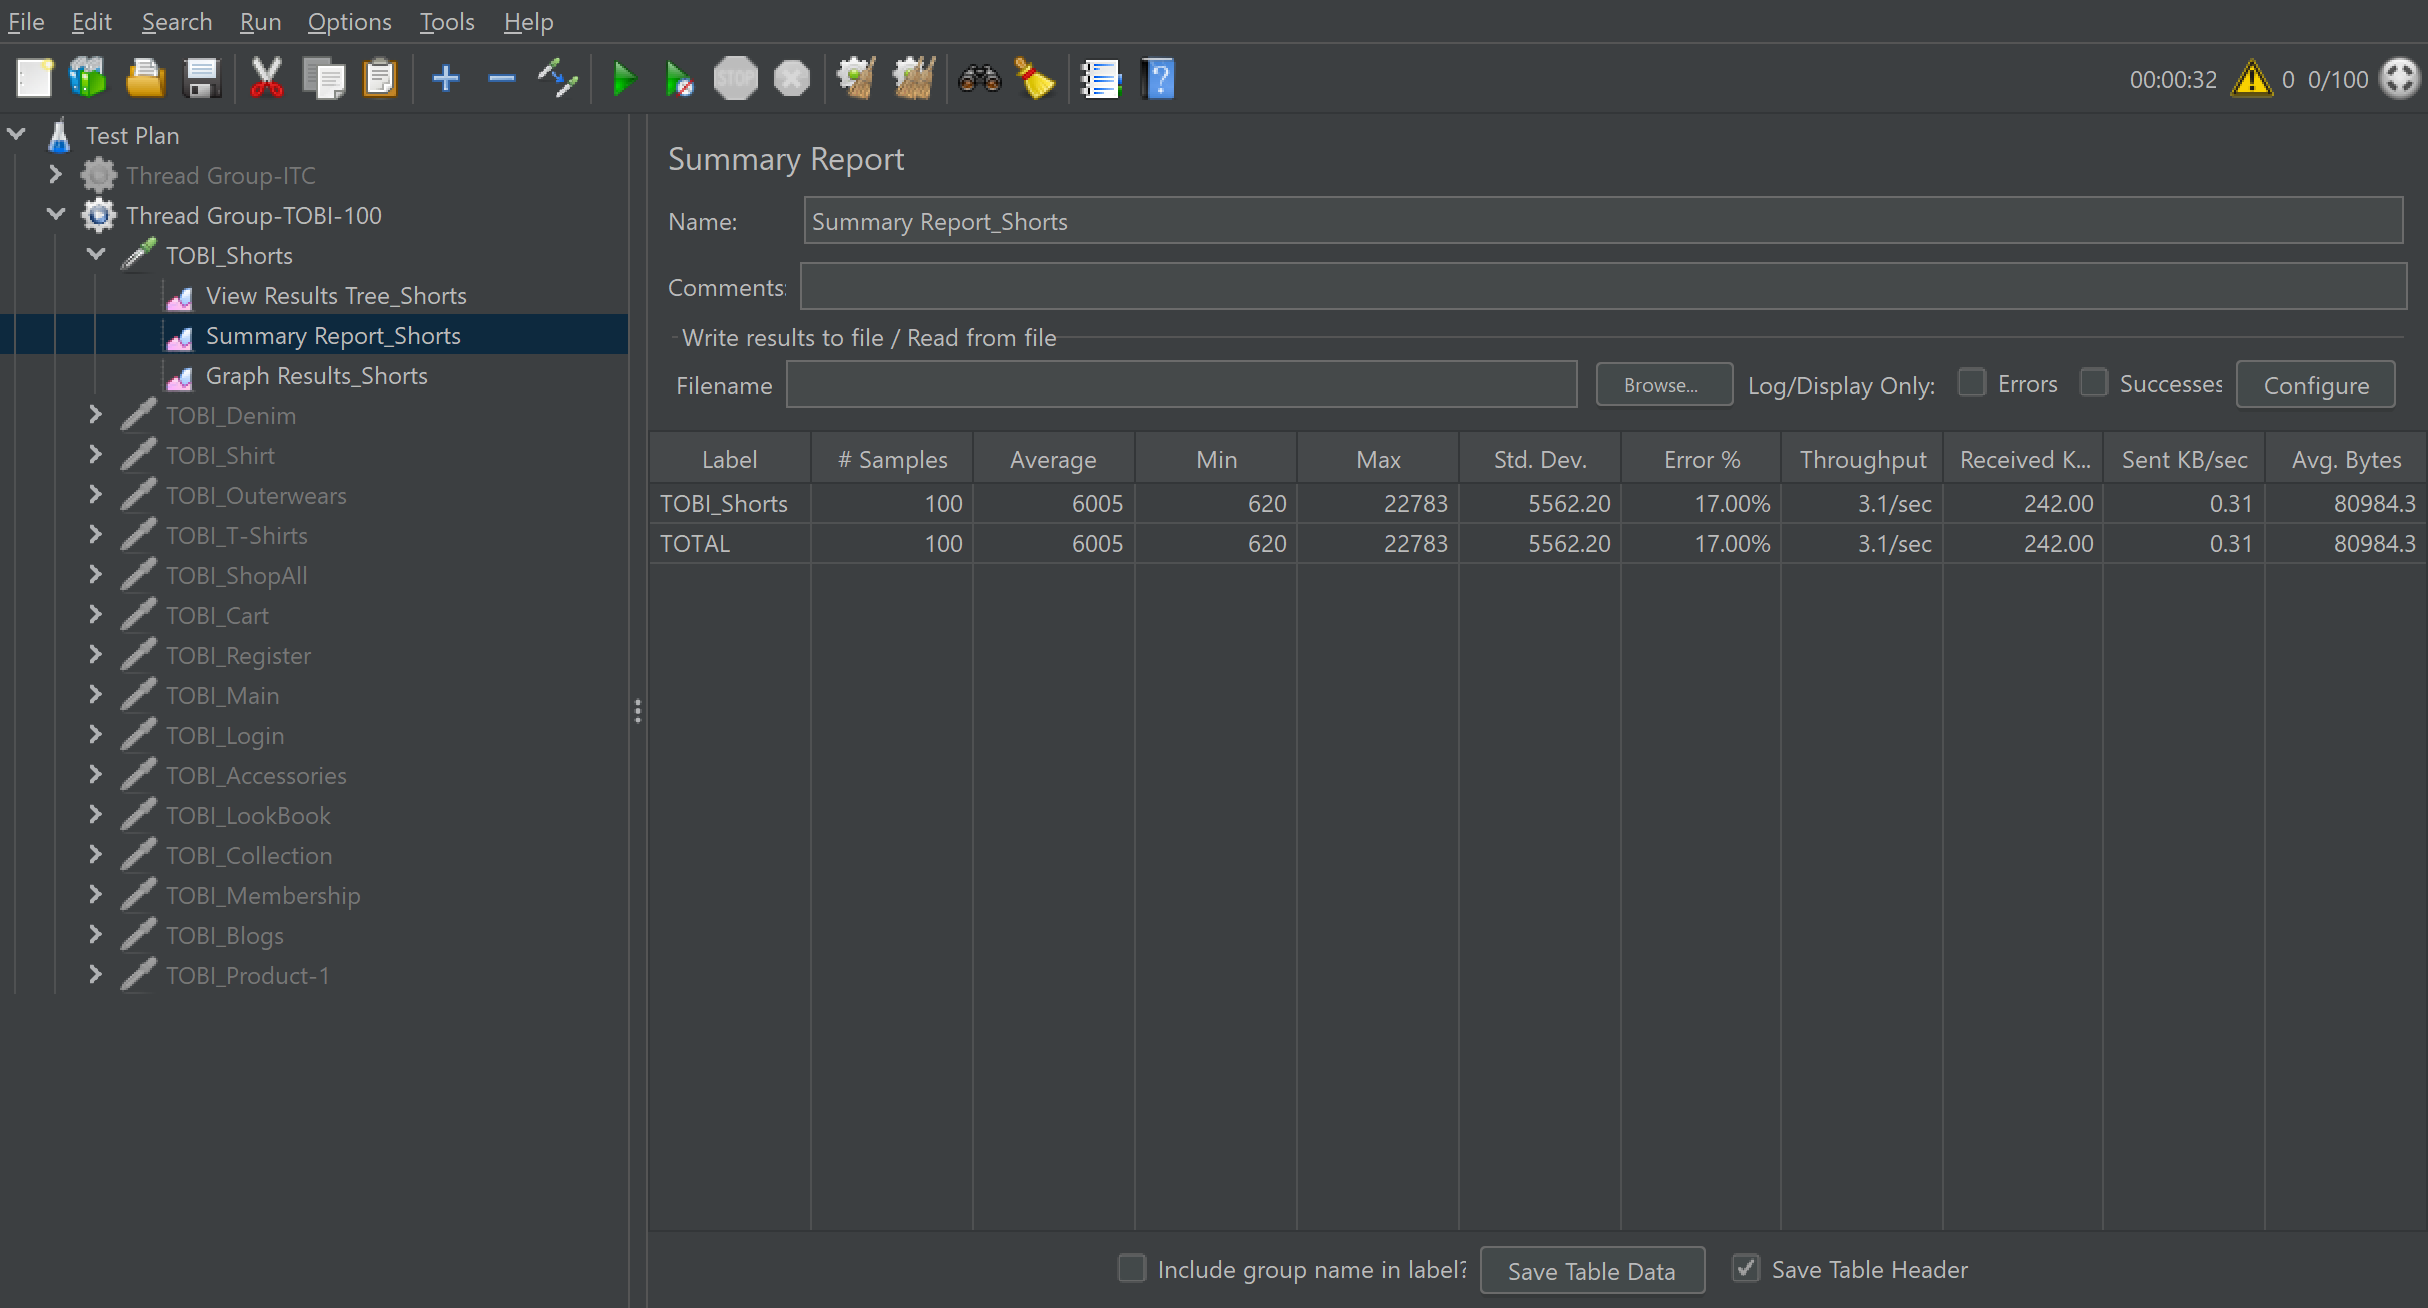 File Edit Search Run Options Tools Help
STOP
00:00:32 0 0/100
Test Plan
Thread Group-ITC
Thread Group-TOBI-100
TOBI_Shorts
View Results Tree_Shorts
Summary Report_Shorts
Graph Results_Shorts
TOBI_Denim
TOBI_Shirt
TOBI_Outerwears
TOBI_T-Shirts
TOBI_ShopAll
TOBI_Cart
TOBI_Register
TOBI_Main
TOBI_Login
TOBI_Accessories
TOBI_LookBook
TOBI_Collection
TOBI_Membership
TOBI_Blogs
TOBI_Product-1
Summary Report
Name: Summary Report_Shorts
Comments:
Write results to file / Read from file
Filename Browse... Log/Display Only: Errors Successes Configure
Label # Samples Average Min Max Std. Dev. Error % Throughput Received K... Sent KB/sec Avg. Bytes
TOBI_Shorts 100 6005 620 22783 5562.20 17.00% 3.1/sec 242.00 0.31 80984.3
TOTAL 100 6005 620 22783 5562.20 17.00% 3.1/sec 242.00 0.31 80984.3
Include group name in label? Save Table Data Save Table Header